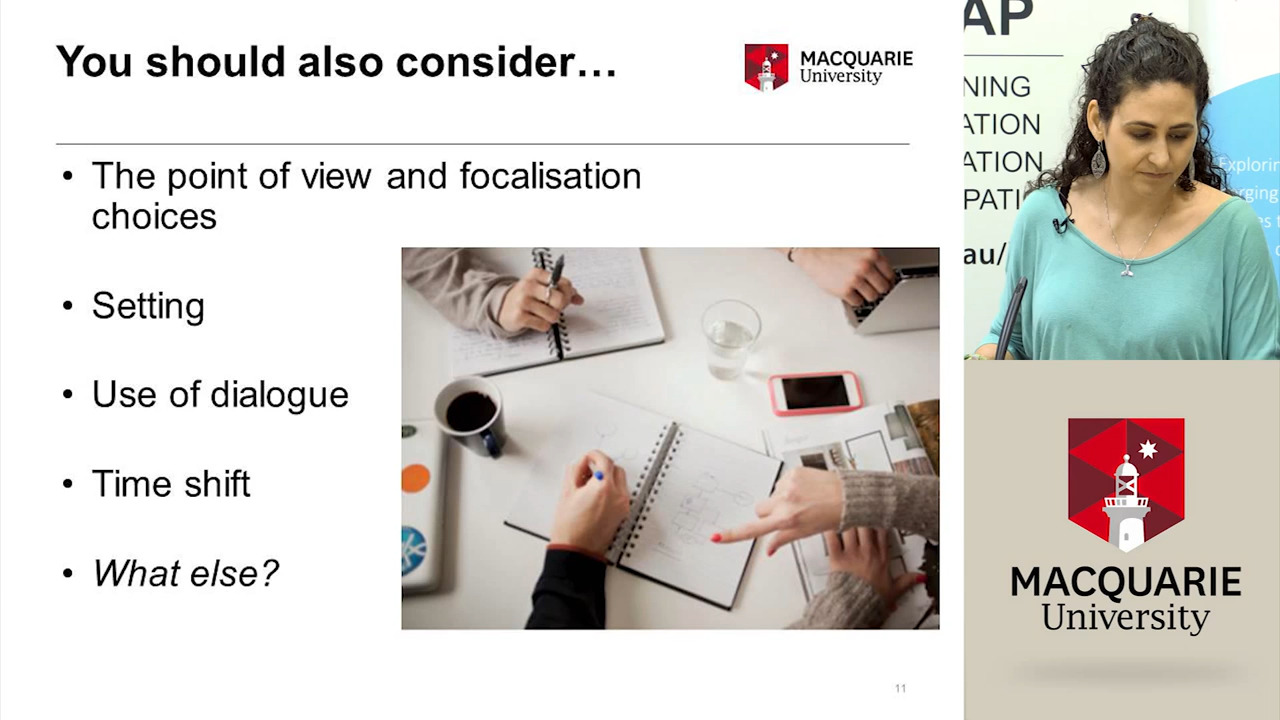 You should also consider…
MACQUARIE
University
• The point of view and focalisation
choices
• Setting
• Use of dialogue
• Time shift
• What else?
11
AP
NING
ATION
ATION
PATI
au/
Explorin
rging
MACQUARIE
University